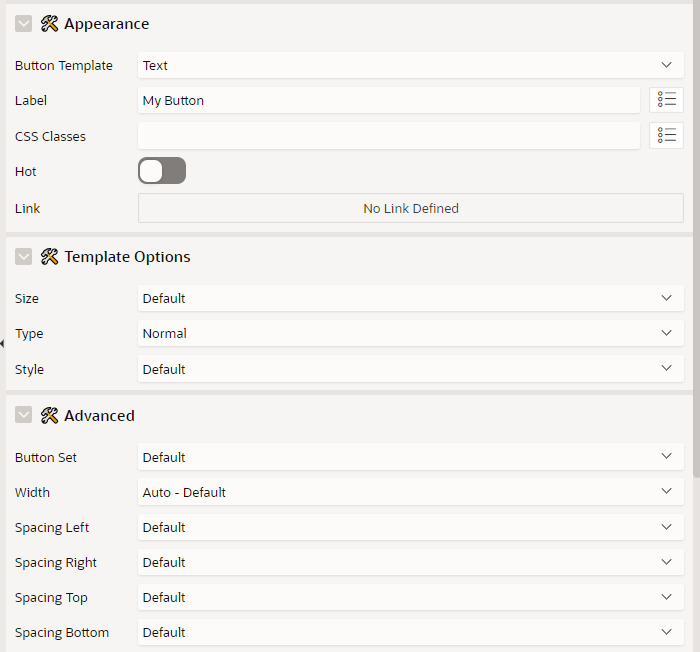 Appearance
Button Template Text
Label My Button
CSS Classes
Hot
Link No Link Defined
Template Options
Size Default
Type Normal
Style Default
Advanced
Button Set Default
Width Auto - Default
Spacing Left Default
Spacing Right Default
Spacing Top Default
Spacing Bottom Default